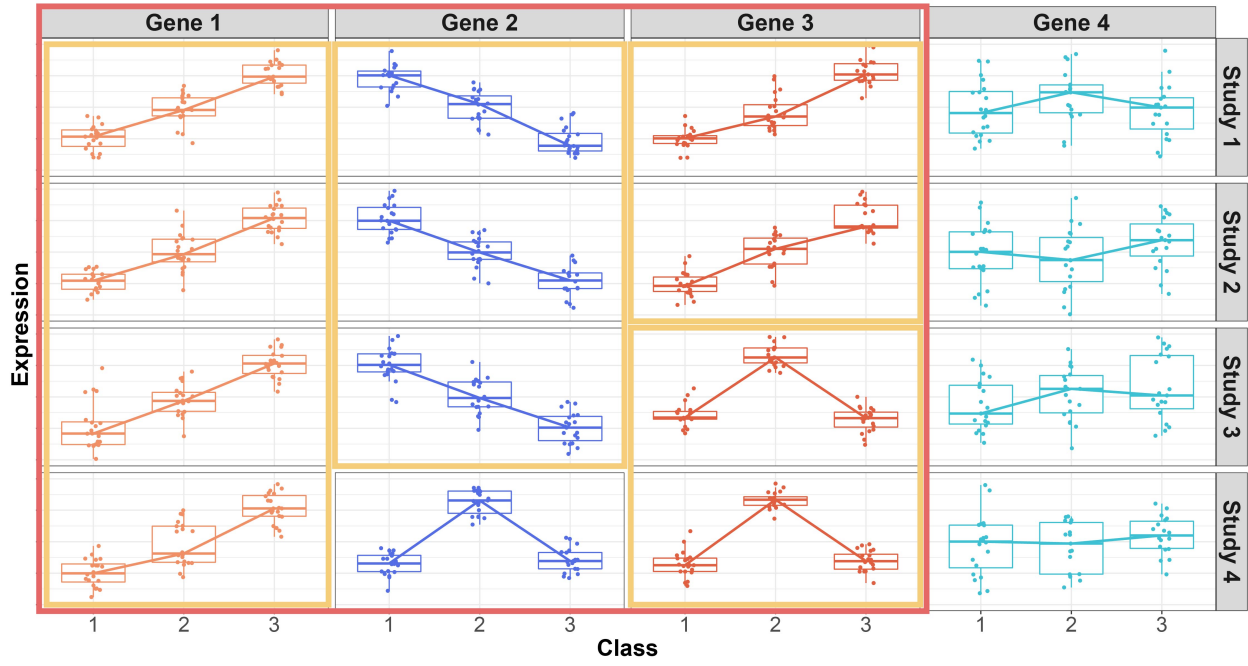 Gene 1 Gene 2 Gene 3 Gene 4
Study 1
Study 2
Study 3
Study 4
Expression
1 2 3 1 2 3 1 2 3 1 2 3
Class